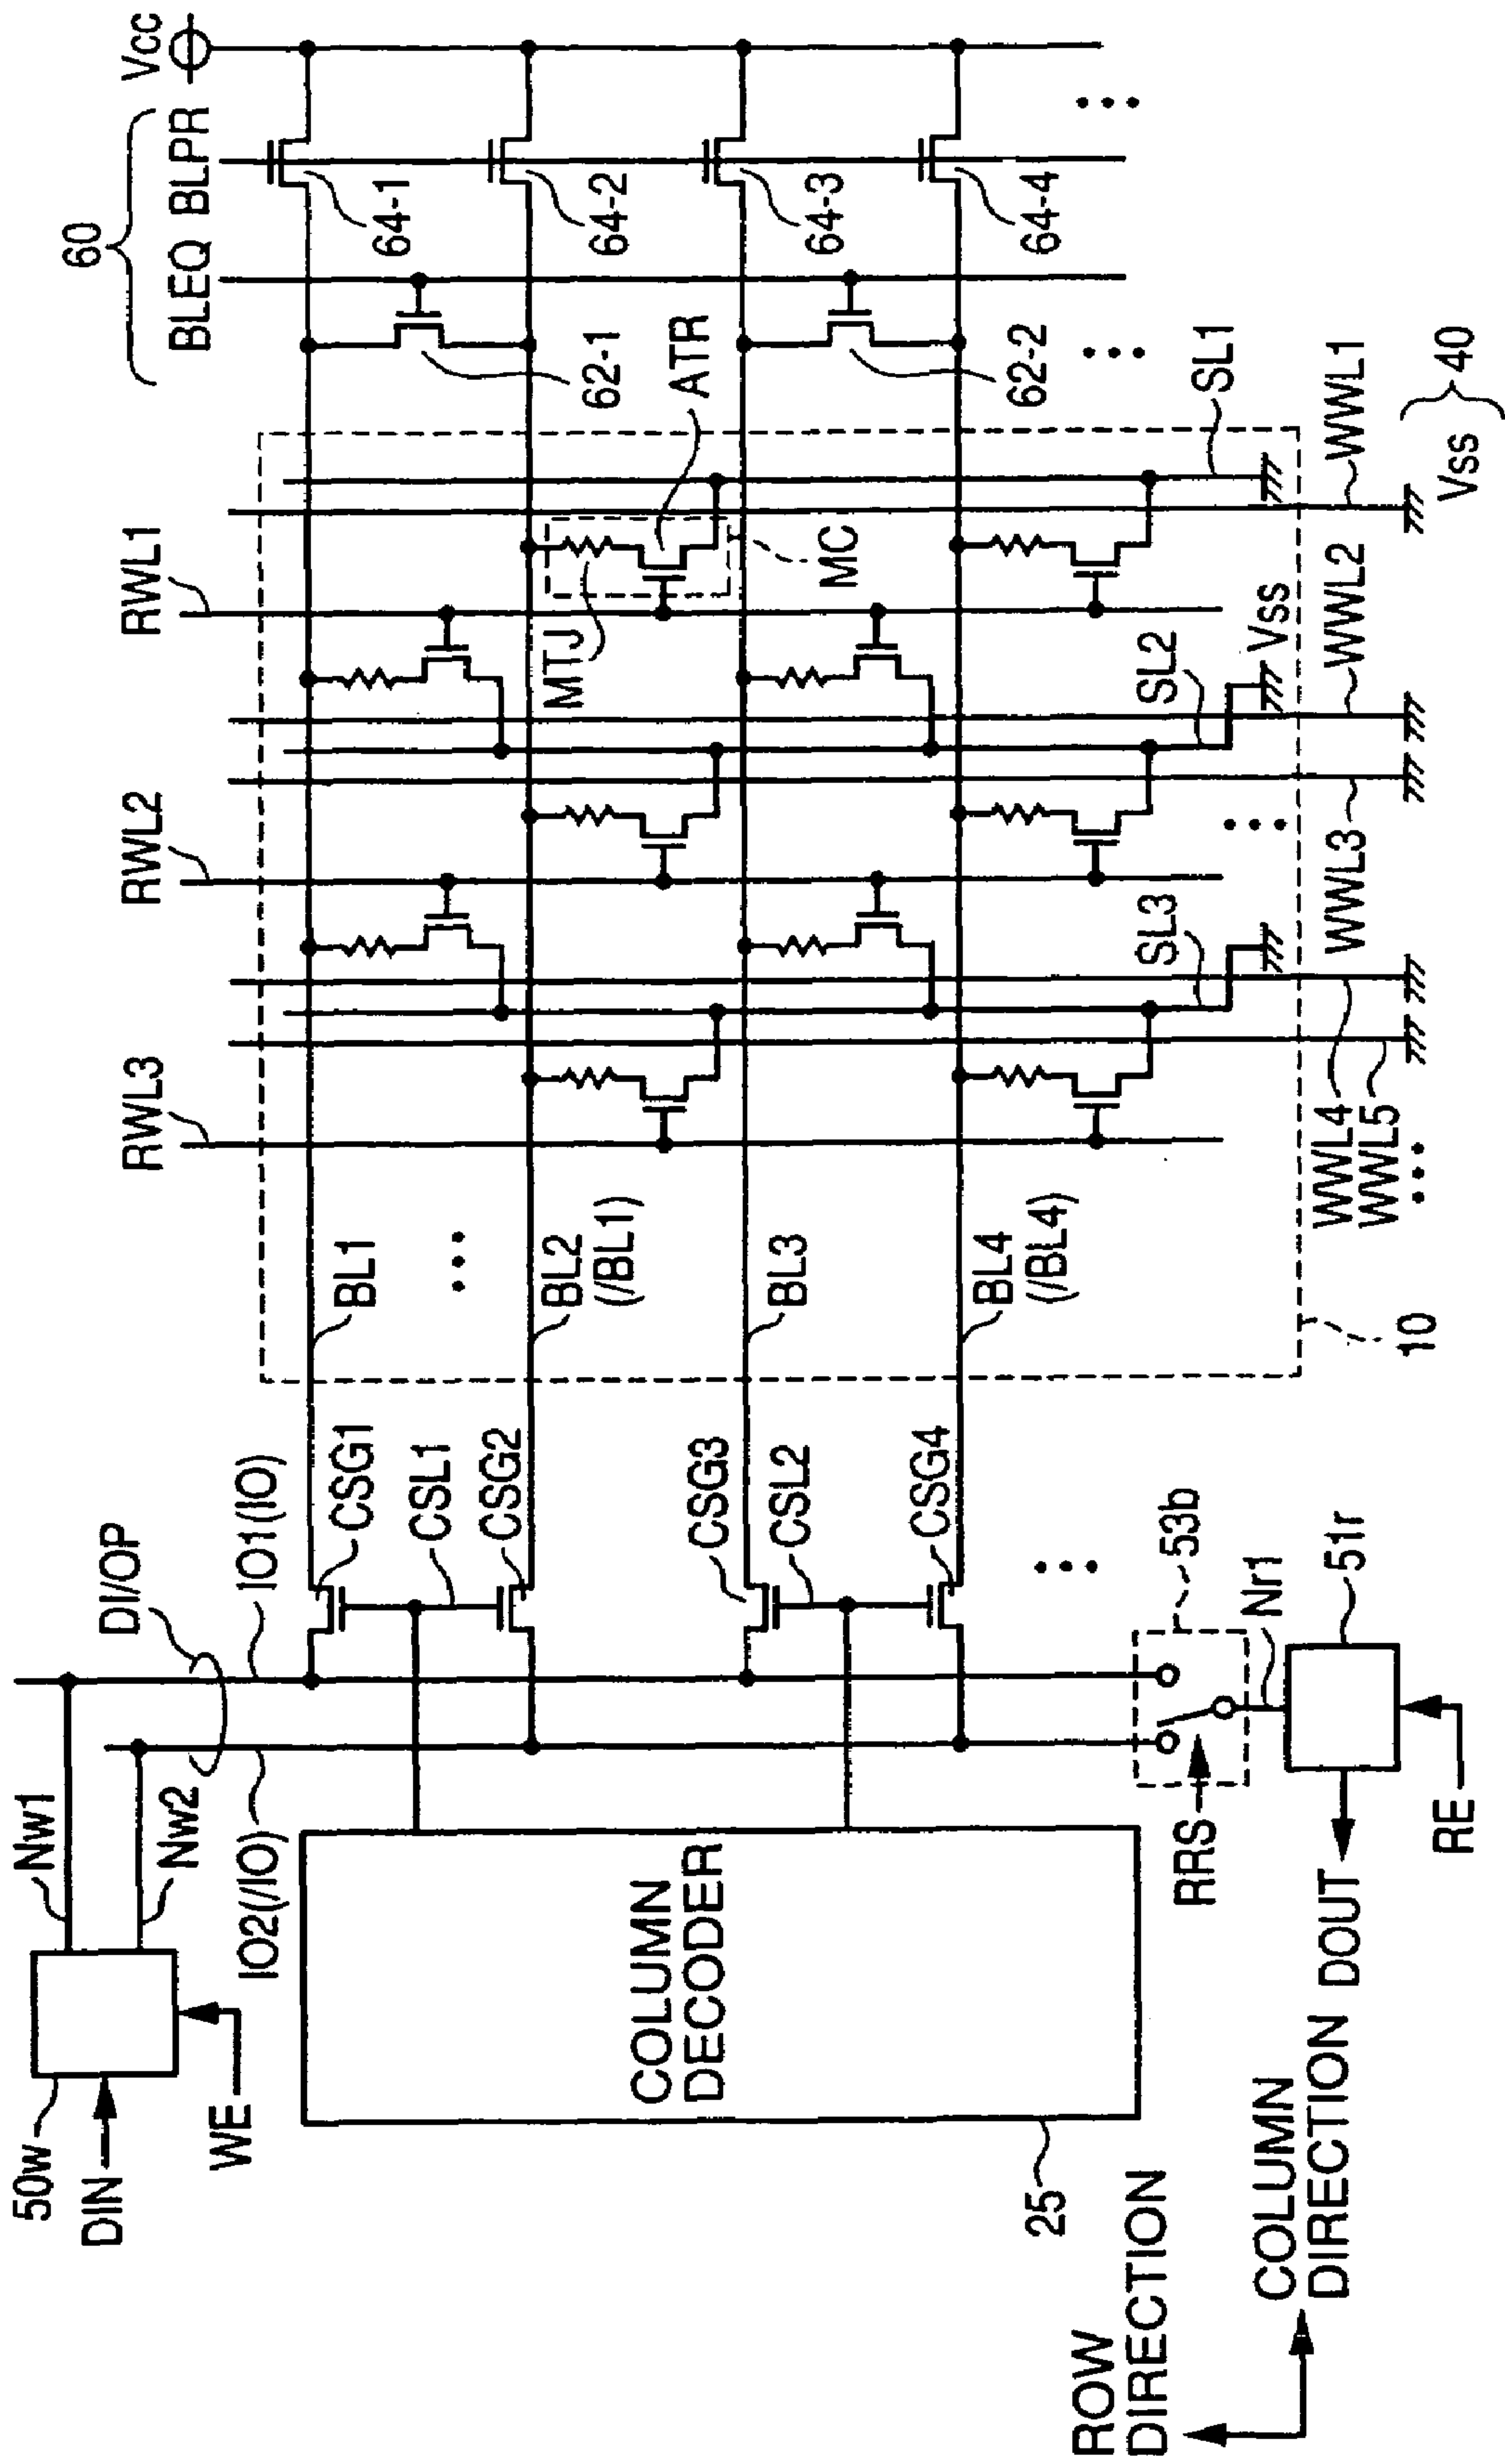 50w
DIN
WE
Nw1
Nw2
IO2(/IO)
DI/OP
IO1(IO)
COLUMN
DECODER
25
CSG1
CSL1
CSG2
CSG3
CSL2
CSG4
53b
RRS
Nr1
51r
DOUT
RE
ROW
DIRECTION
COLUMN
DIRECTION
BL1
BL2
(/BL1)
BL3
BL4
(/BL4)
10
RWL3
RWL2
RWL1
MTJ
ATR
MC
SL3
SL2
Vss
SL1
WWL4
WWL5
WWL3
WWL2
WWL1
Vss
40
60
BLEQ
BLPR
Vcc
62-1
62-2
64-1
64-2
64-3
64-4